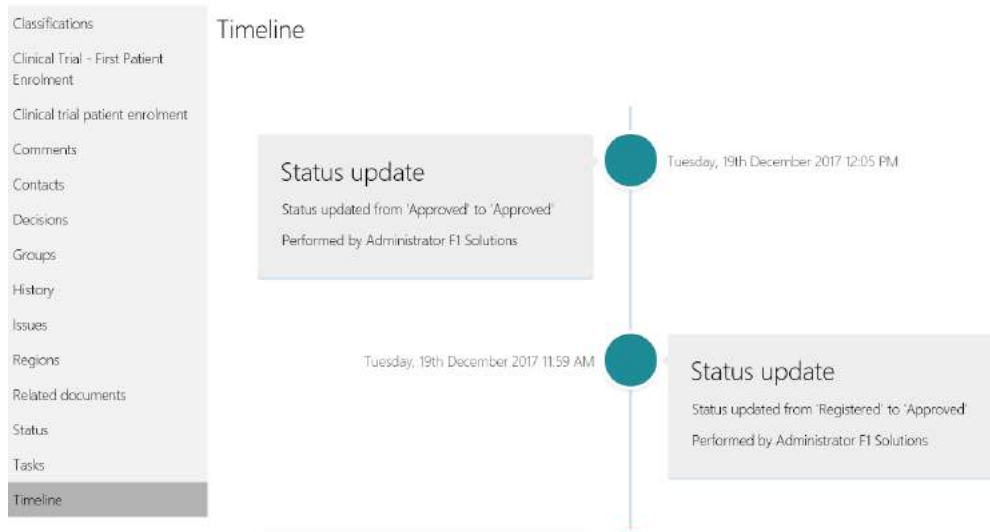 Classifications
Clinical Trial - First Patient
Enrolment
Clinical trial patient enrolment
Comments
Contacts
Decisions
Groups
History
Issues
Regions
Related documents
Status
Tasks
Timeline
Timeline
Status update
Status updated from 'Approved' to 'Approved'
Performed by Administrator F1 Solutions
Tuesday, 19th December 2017 12:05 PM
Tuesday, 19th December 2017 11:59 AM
Status update
Status updated from 'Registered' to 'Approved'
Performed by Administrator F1 Solutions